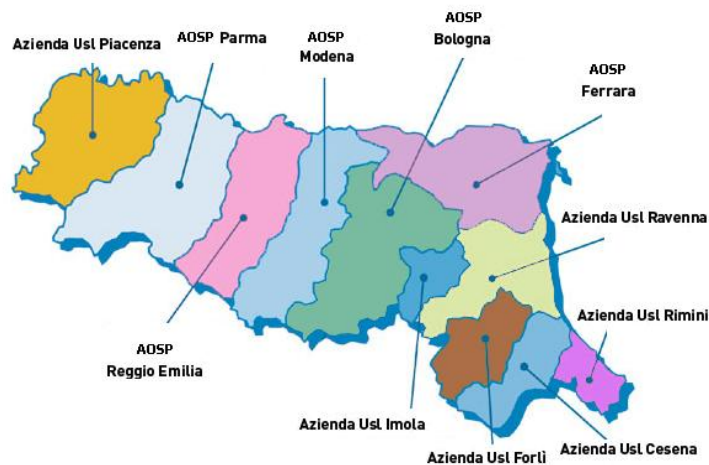 Azienda Usl Piacenza
AOSP Parma
AOSP
Modena
AOSP
Bologna
AOSP
Ferrara
Azienda Usl Ravenna
Azienda Usl Rimini
AOSP
Reggio Emilia
Azienda Usl Imola
Azienda Usl Forlì
Azienda Usl Cesena